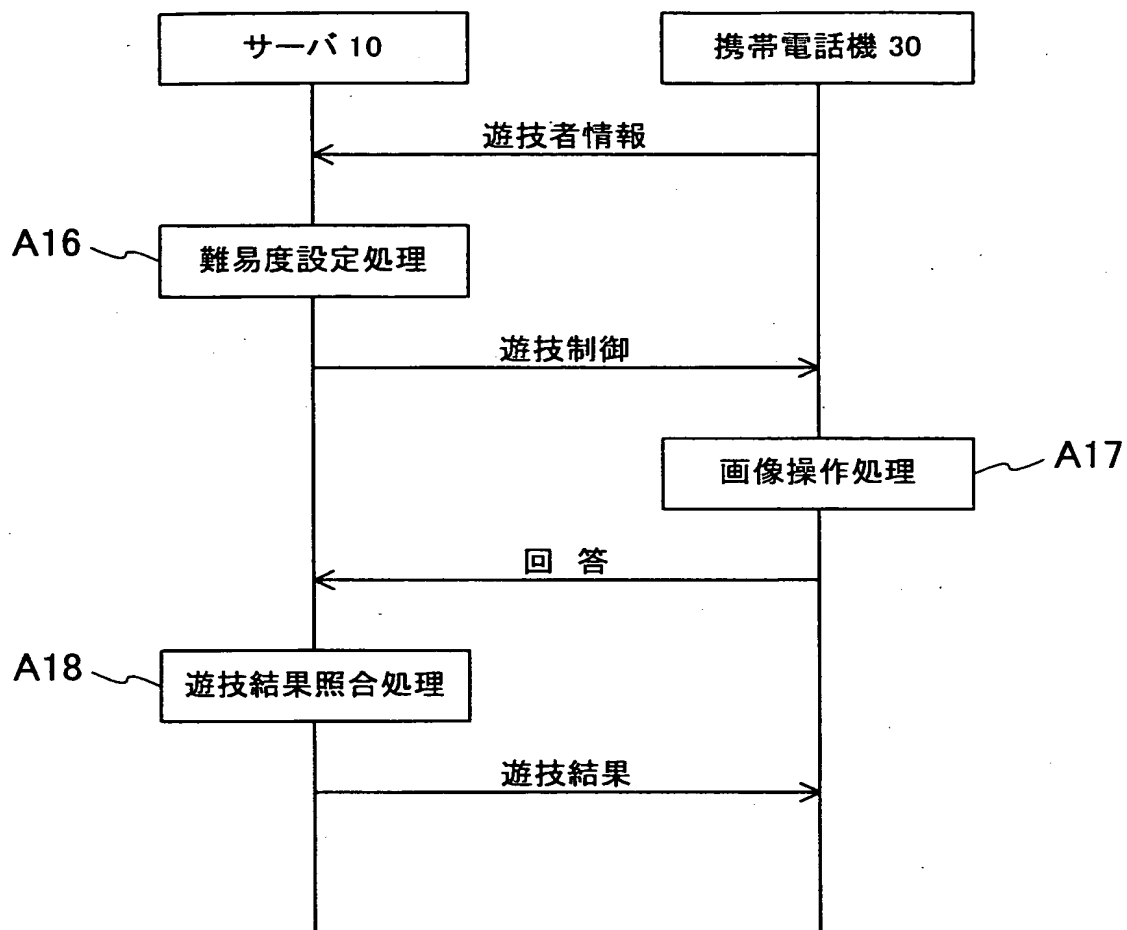 サーバ 10
携帯電話機 30
遊技者情報
A16
難易度設定処理
遊技制御
画像操作処理
A17
回 答
A18
遊技結果照合処理
遊技結果